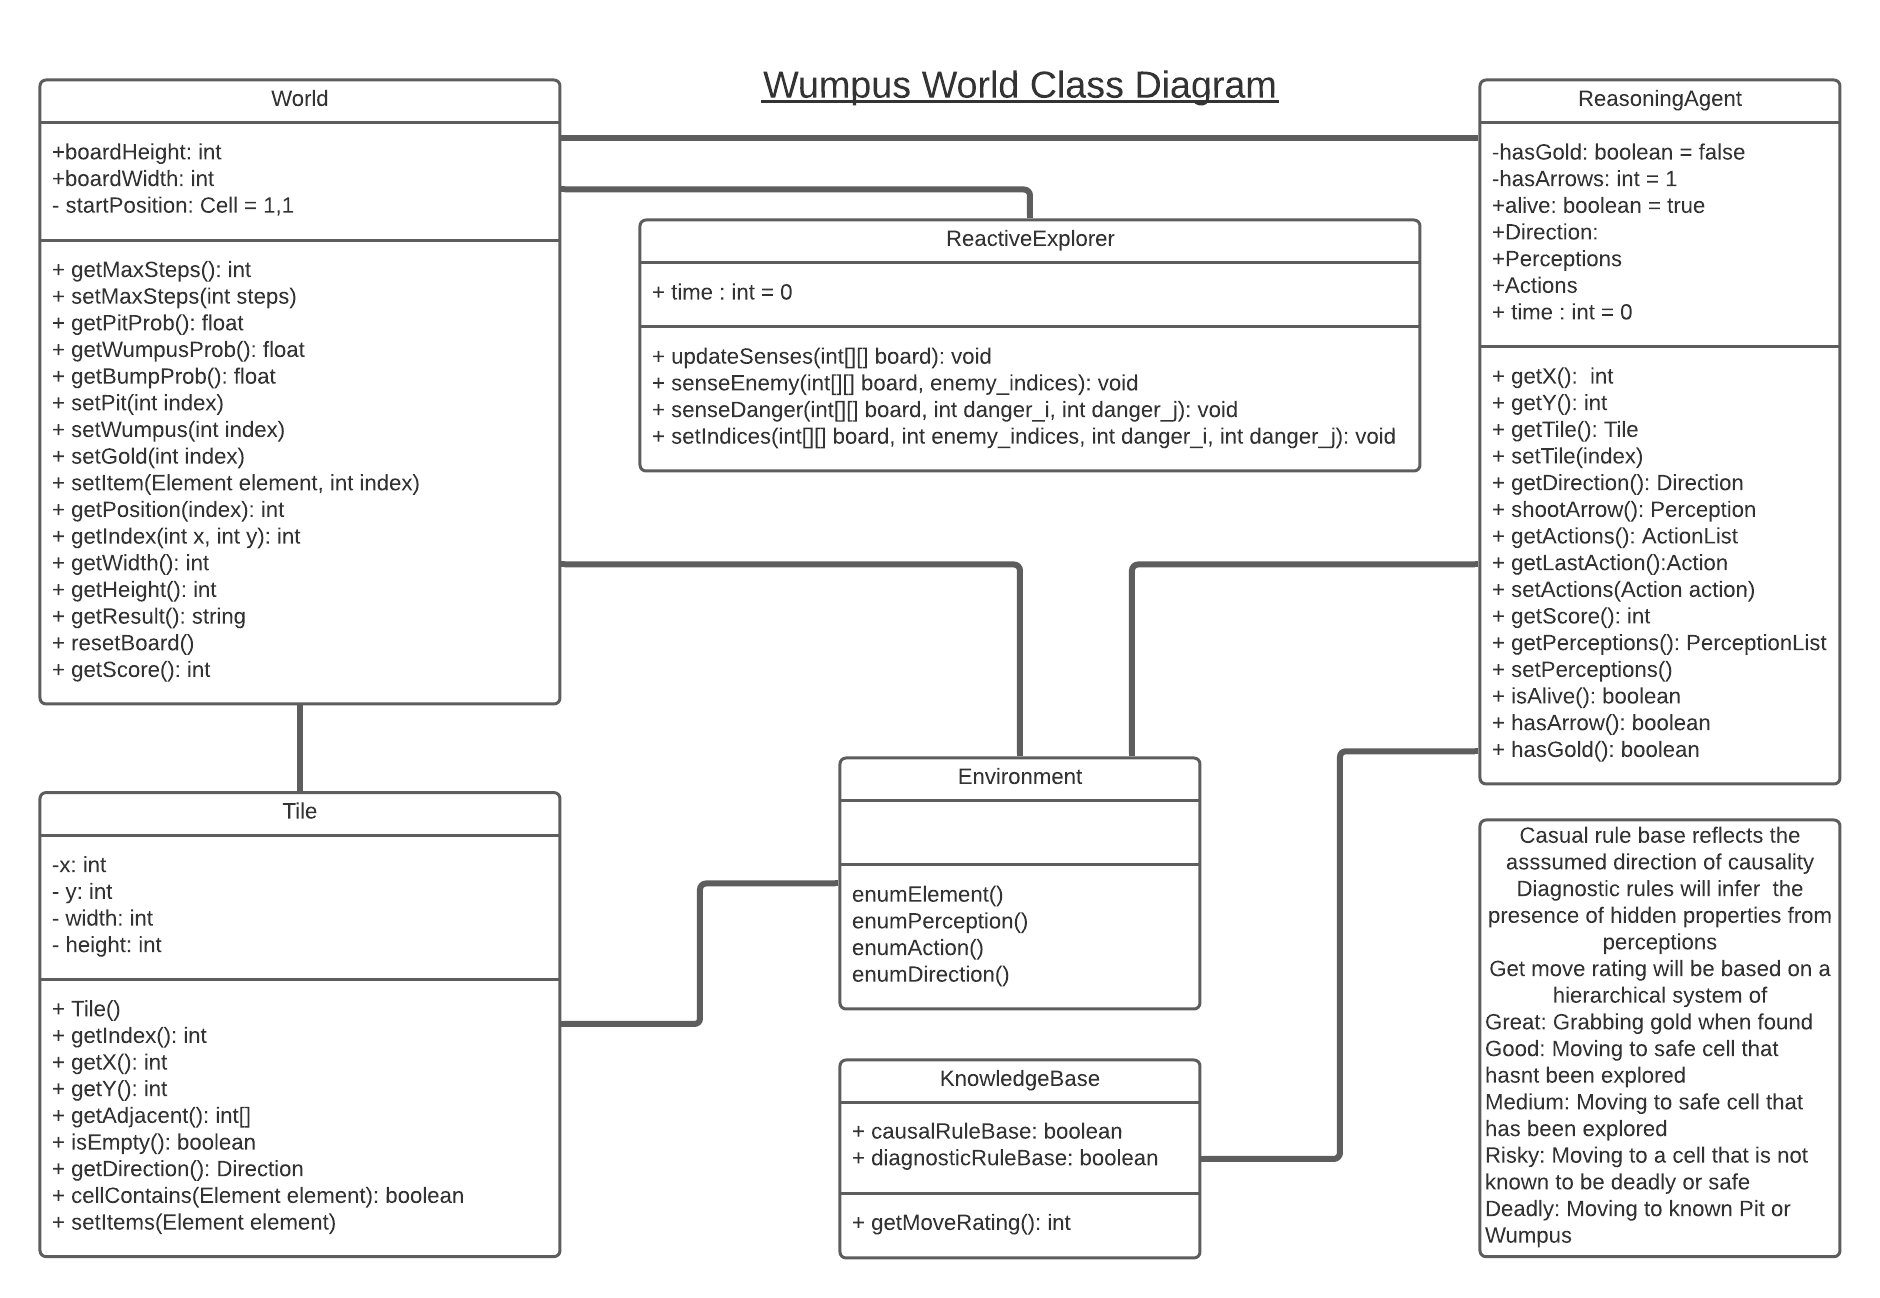 Wumpus World Class Diagram
World
+boardHeight: int
+boardWidth: int
- startPosition: Cell = 1,1
+ getMaxSteps(): int
+ setMaxSteps(int steps)
+ getPitProb(): float
+ getWumpusProb(): float
+ getBumpProb(): float
+ setPit(int index)
+ setWumpus(int index)
+ setGold(int index)
+ setItem(Element element, int index)
+ getPosition(index): int
+ getIndex(int x, int y): int
+ getWidth(): int
+ getHeight(): int
+ getResult(): string
+ resetBoard()
+ getScore(): int
ReactiveExplorer
+ time : int = 0
+ updateSenses(int[][] board): void
+ senseEnemy(int[][] board, enemy_indices): void
+ senseDanger(int[][] board, int danger_i, int danger_j): void
+ setIndices(int[][] board, int enemy_indices, int danger_i, int danger_j): void
ReasoningAgent
-hasGold: boolean = false
-hasArrows: int = 1
+alive: boolean = true
+Direction:
+Perceptions
+Actions
+ time : int = 0
+ getX():  int
+ getY(): int
+ getTile(): Tile
+ setTile(index)
+ getDirection(): Direction
+ shootArrow(): Perception
+ getActions(): ActionList
+ getLastAction():Action
+ setActions(Action action)
+ getScore(): int
+ getPerceptions(): PerceptionList
+ setPerceptions()
+ isAlive(): boolean
+ hasArrow(): boolean
+ hasGold(): boolean
Tile
-x: int
- y: int
- width: int
- height: int
+ Tile()
+ getIndex(): int
+ getX(): int
+ getY(): int
+ getAdjacent(): int[]
+ isEmpty(): boolean
+ getDirection(): Direction
+ cellContains(Element element): boolean
+ setItems(Element element)
Environment
enumElement()
enumPerception()
enumAction()
enumDirection()
KnowledgeBase
+ causalRuleBase: boolean
+ diagnosticRuleBase: boolean
+ getMoveRating(): int
Casual rule base reflects the
asssumed direction of causality
Diagnostic rules will infer  the
presence of hidden properties from
perceptions
Get move rating will be based on a
hierarchical system of
Great: Grabbing gold when found
Good: Moving to safe cell that
hasnt been explored
Medium: Moving to safe cell that
has been explored
Risky: Moving to a cell that is not
known to be deadly or safe
Deadly: Moving to known Pit or
Wumpus